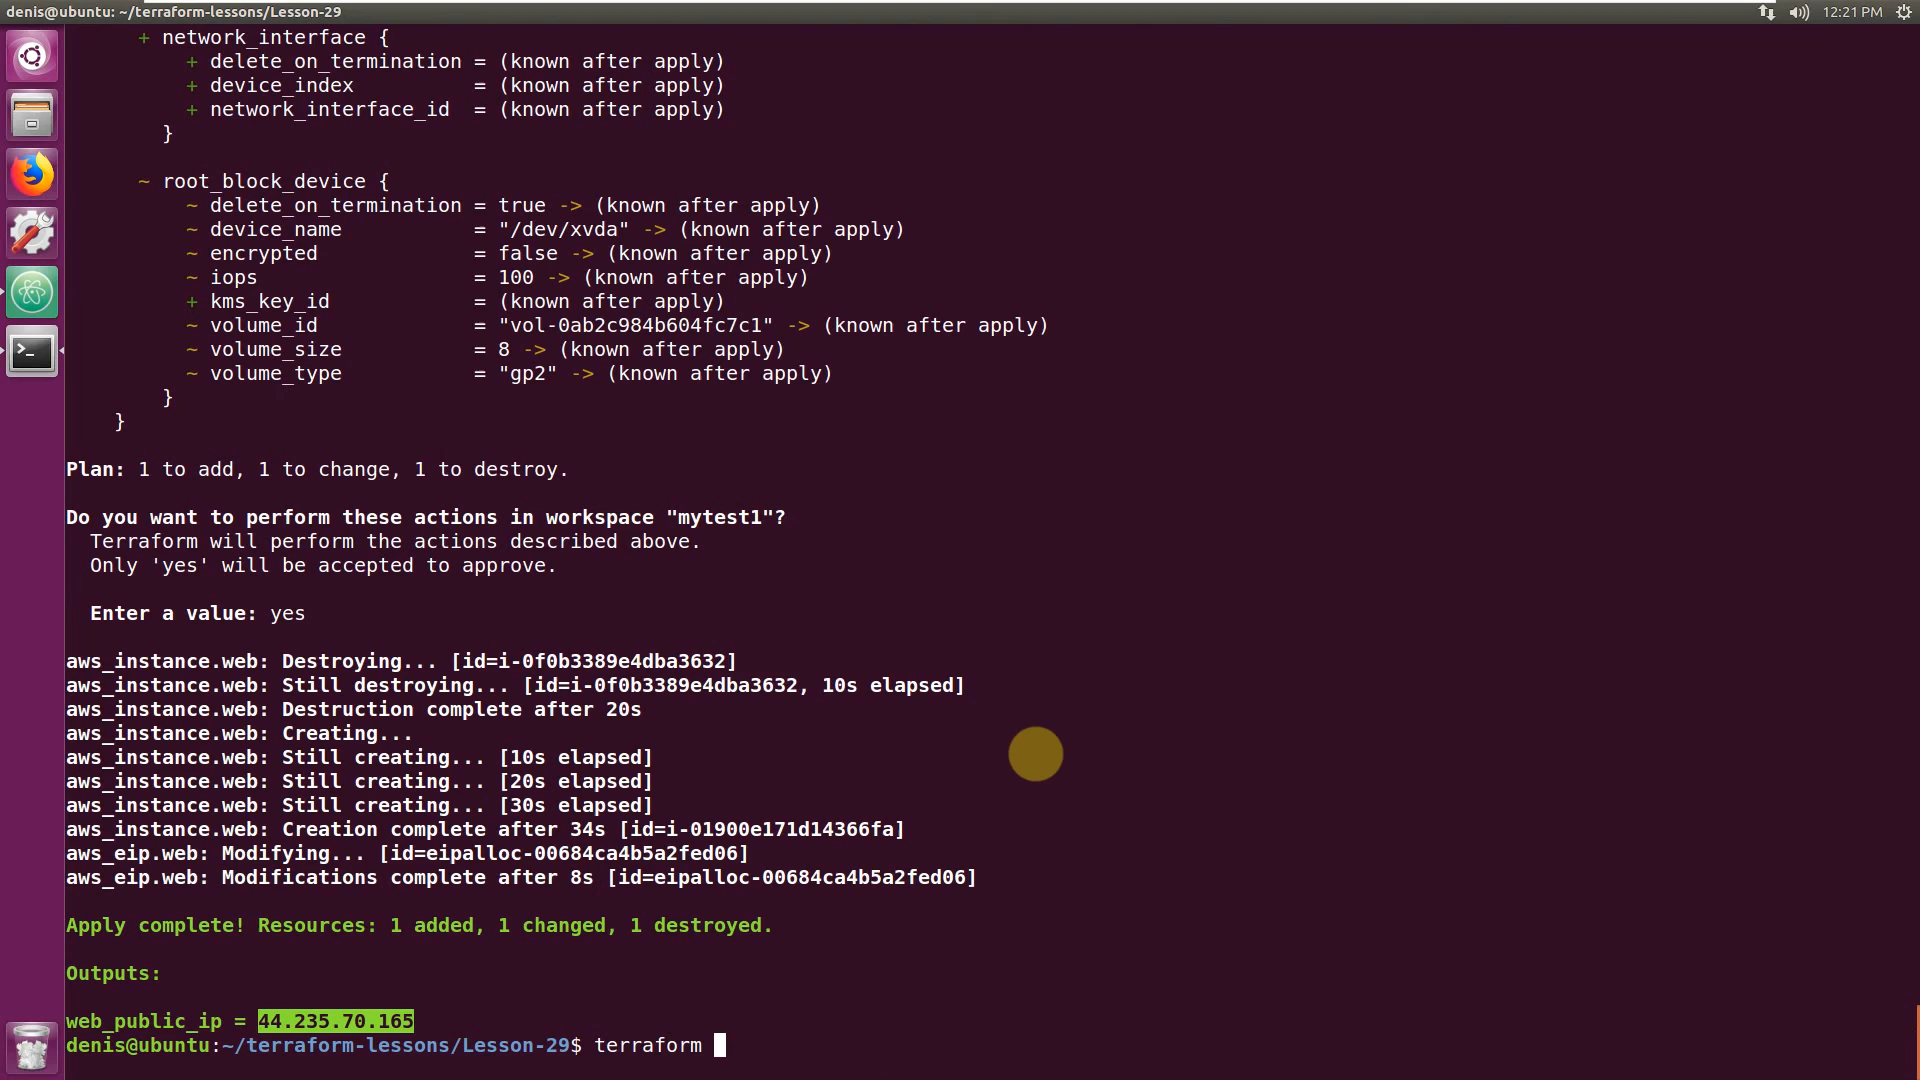 denis@ubuntu: ~/terraform-lessons/Lesson-29
12:21 PM
+ network_interface {
+ delete_on_termination = (known after apply)
+ device_index = (known after apply)
+ network_interface_id = (known after apply)
}
~ root_block_device {
~ delete_on_termination = true -> (known after apply)
~ device_name = "/dev/xvda" -> (known after apply)
~ encrypted = false -> (known after apply)
~ iops = 100 -> (known after apply)
+ kms_key_id = (known after apply)
~ volume_id = "vol-0ab2c984b604fc7c1" -> (known after apply)
~ volume_size = 8 -> (known after apply)
~ volume_type = "gp2" -> (known after apply)
}
}
Plan: 1 to add, 1 to change, 1 to destroy.
Do you want to perform these actions in workspace "mytest1"?
Terraform will perform the actions described above.
Only 'yes' will be accepted to approve.
Enter a value: yes
aws_instance.web: Destroying... [id=i-0f0b3389e4dba3632]
aws_instance.web: Still destroying... [id=i-0f0b3389e4dba3632, 10s elapsed]
aws_instance.web: Destruction complete after 20s
aws_instance.web: Creating...
aws_instance.web: Still creating... [10s elapsed]
aws_instance.web: Still creating... [20s elapsed]
aws_instance.web: Still creating... [30s elapsed]
aws_instance.web: Creation complete after 34s [id=i-01900e171d14366fa]
aws_eip.web: Modifying... [id=eipalloc-00684ca4b5a2fed06]
aws_eip.web: Modifications complete after 8s [id=eipalloc-00684ca4b5a2fed06]
Apply complete! Resources: 1 added, 1 changed, 1 destroyed.
Outputs:
web_public_ip = 44.235.70.165
denis@ubuntu:~/terraform-lessons/Lesson-29$ terraform